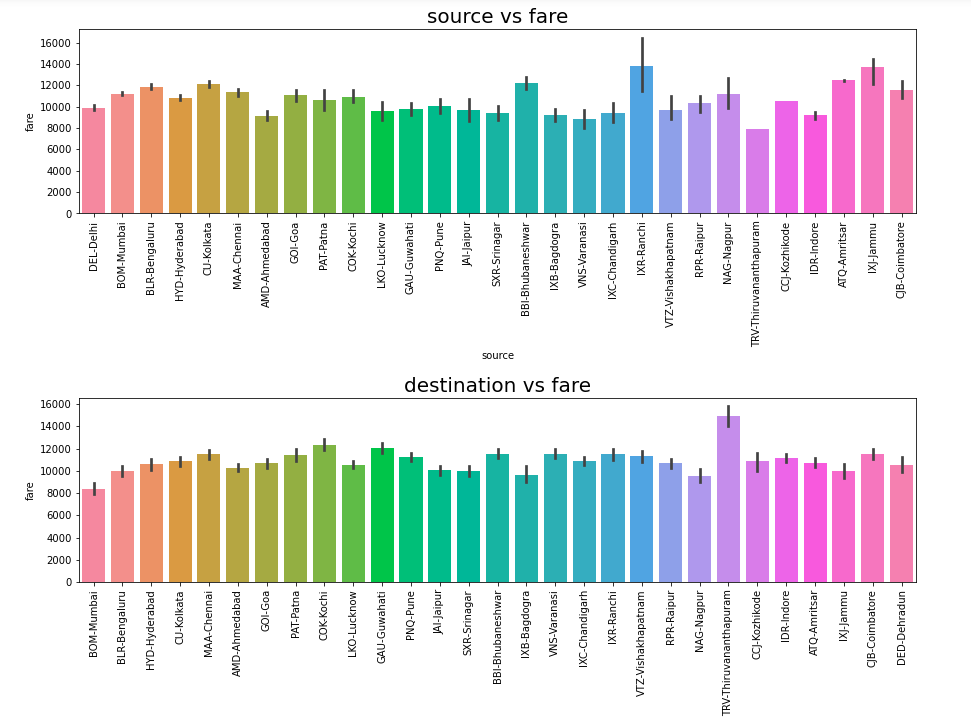 source vs fare
16000
14000
12000
10000
8000
6000
4000
2000
0
fare
DEL-Delhi
BOM-Mumbai
BLR-Bengaluru
HYD-Hyderabad
CU-Kolkata
MAA-Chennai
AMD-Ahmedabad
GOI-Goa
PAT-Patna
COK-Kochi
LKO-Lucknow
GAU-Guwahati
PNQ-Pune
JAI-Jaipur
SXR-Srinagar
BBI-Bhubaneshwar
IXB-Bagdogra
VNS-Varanasi
IXC-Chandigarh
IXR-Ranchi
VTZ-Vishakhapatnam
RPR-Raipur
NAG-Nagpur
TRV-Thiruvananthapuram
CCJ-Kozhikode
IDR-Indore
ATQ-Amritsar
IXJ-Jammu
CJB-Coimbatore
source
destination vs fare
16000
14000
12000
10000
8000
6000
4000
2000
0
fare
BOM-Mumbai
BLR-Bengaluru
HYD-Hyderabad
CU-Kolkata
MAA-Chennai
AMD-Ahmedabad
GOI-Goa
PAT-Patna
COK-Kochi
LKO-Lucknow
GAU-Guwahati
PNQ-Pune
JAI-Jaipur
SXR-Srinagar
BBI-Bhubaneshwar
IXB-Bagdogra
VNS-Varanasi
IXC-Chandigarh
IXR-Ranchi
VTZ-Vishakhapatnam
RPR-Raipur
NAG-Nagpur
TRV-Thiruvananthapuram
CCJ-Kozhikode
IDR-Indore
ATQ-Amritsar
IXJ-Jammu
CJB-Coimbatore
DED-Dehradun